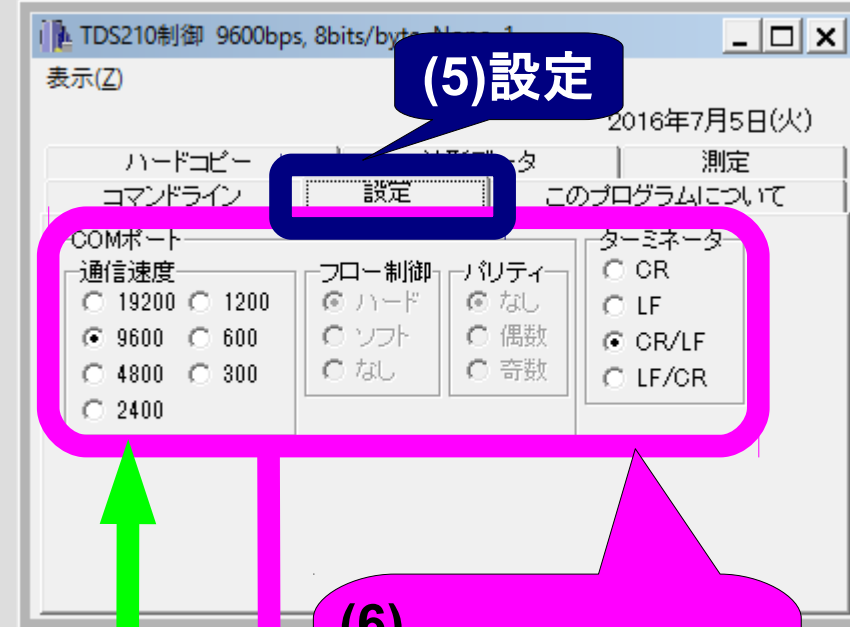 TDS210制御 9600bps, 8bits/byte, None, 1
表示(Z)
(5)設定
2016年7月5日(火)
ハードコピー 波形データ 測定
コマンドライン 設定 このプログラムについて
COMポート ターミネータ
通信速度 フロー制御 パリティ CR
19200 1200 ハード なし LF
9600 600 ソフト 偶数 CR/LF
4800 300 なし 奇数 LF/CR
2400
(6)